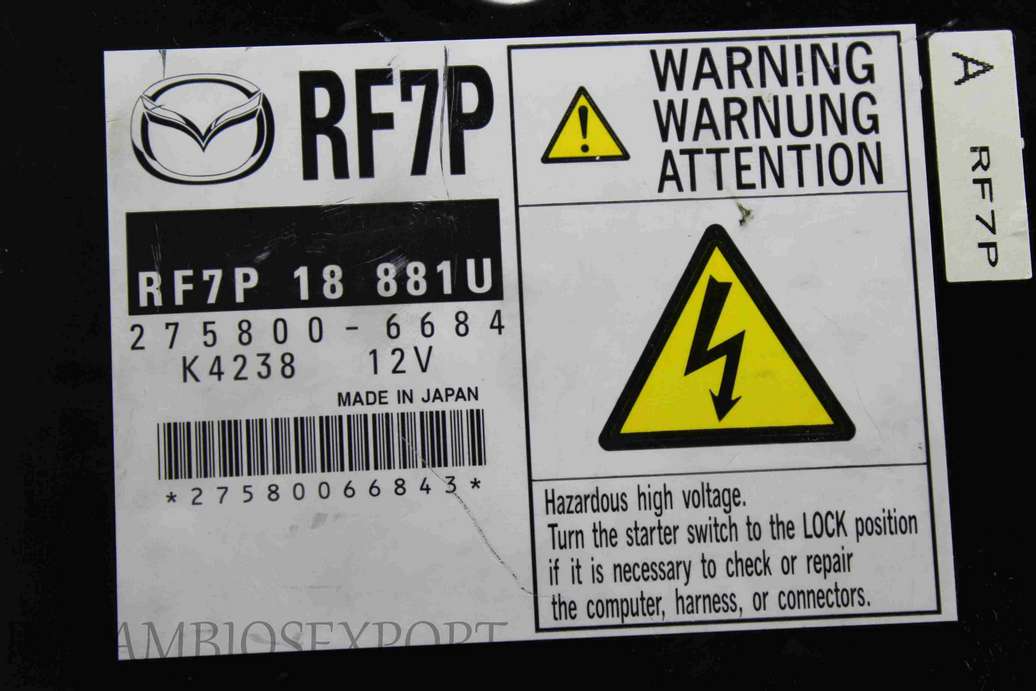 RF7P
RF7P 18 881U
275800-6684
K4238 12V
MADE IN JAPAN
*27580066843*
WARNING
WARNUNG
ATTENTION
Hazardous high voltage.
Turn the starter switch to the LOCK position
if it is necessary to check or repair
the computer, harness, or connectors.
A RF7P
AMBIOSEXPORT